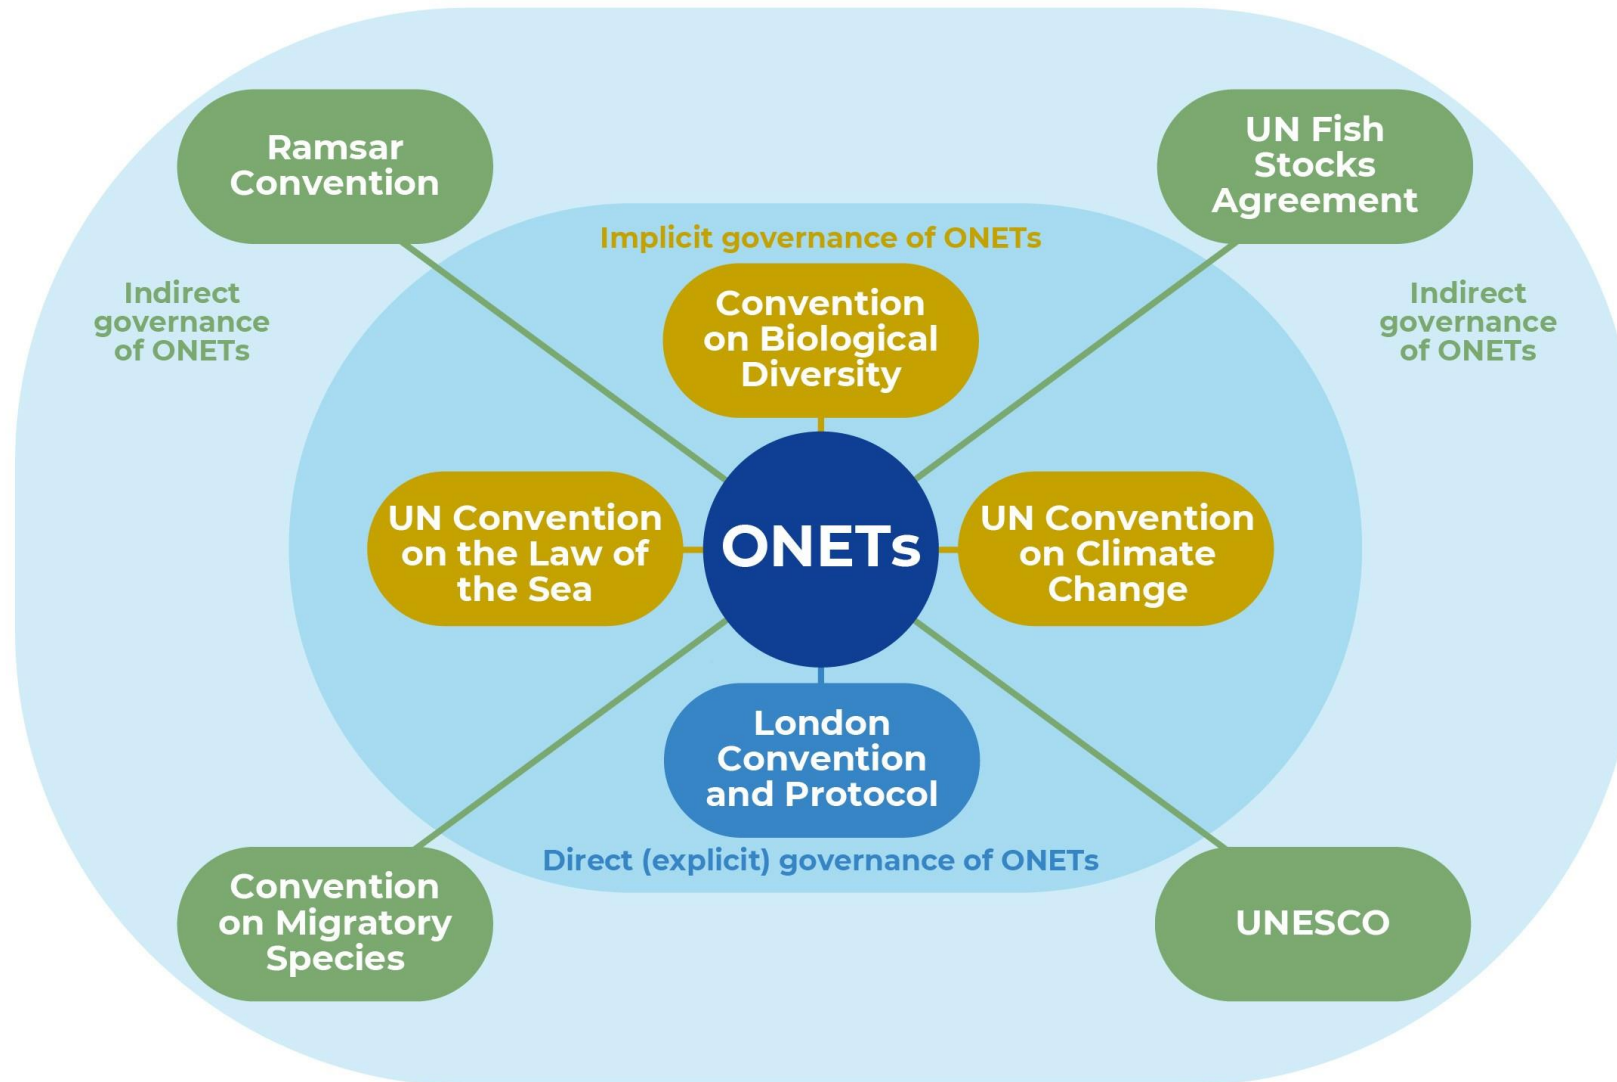 Ramsar
Convention
UN Fish
Stocks
Agreement
Implicit governance of ONETs
Indirect
governance
of ONETs
Convention
on Biological
Diversity
Indirect
governance
of ONETs
UN Convention
on the Law of
the Sea
ONETs
UN Convention
on Climate
Change
London
Convention
and Protocol
Direct (explicit) governance of ONETs
Convention
on Migratory
Species
UNESCO